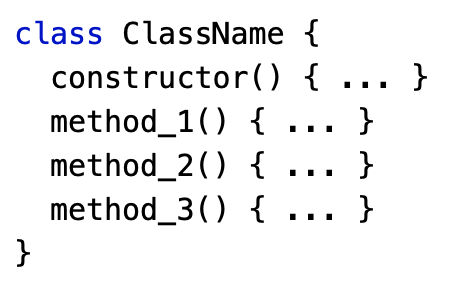 class ClassName {
  constructor() { ... }
  method_1() { ... }
  method_2() { ... }
  method_3() { ... }
}